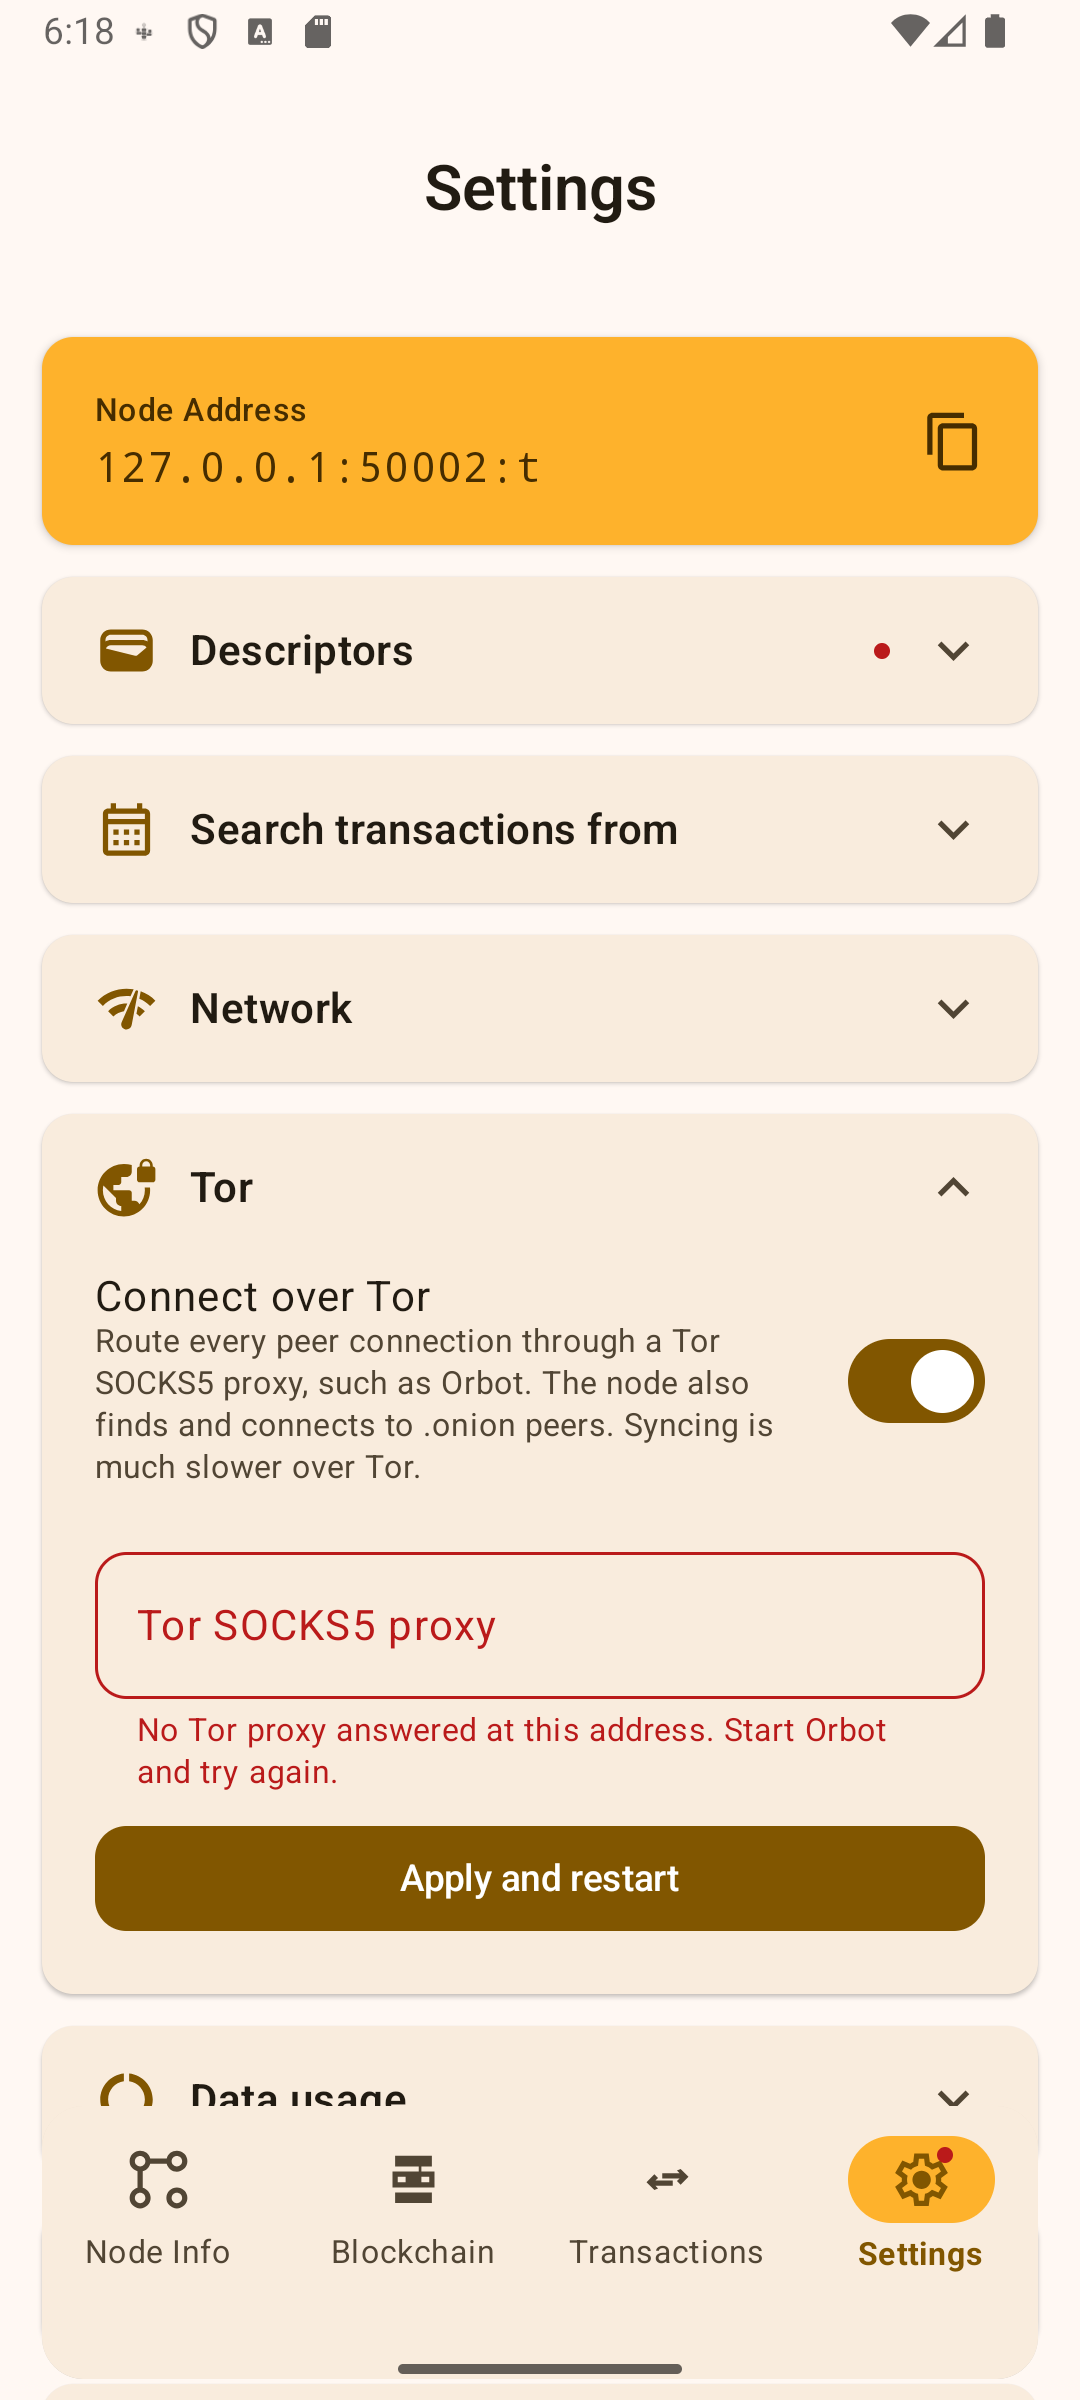 6:18
Settings
Node Address
127.0.0.1:50002:t
Descriptors
Search transactions from
Network
Tor
Connect over Tor
Route every peer connection through a Tor
SOCKS5 proxy, such as Orbot. The node also
finds and connects to .onion peers. Syncing is
much slower over Tor.
Tor SOCKS5 proxy
No Tor proxy answered at this address. Start Orbot
and try again.
Apply and restart
Data usage
Node Info
Blockchain
Transactions
Settings